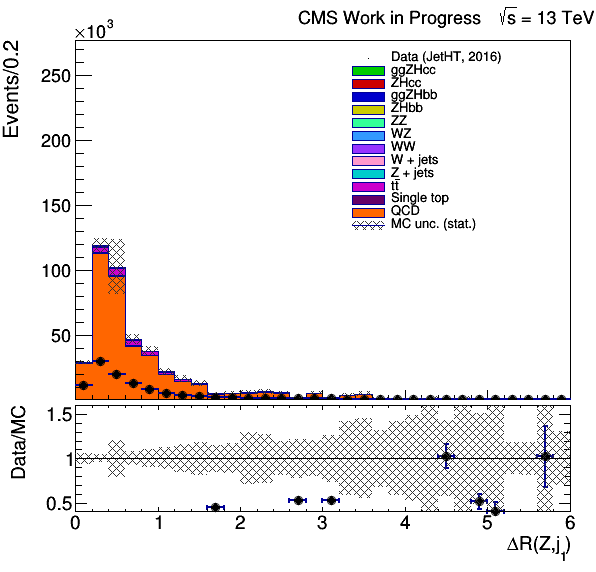 CMS Work in Progress √s = 13 TeV
×10³
Events/0.2
250
200
150
100
50
Data (JetHT, 2016)
ggZHcc
ZHcc
ggZHbb
ZHbb
ZZ
WZ
WW
W + jets
Z + jets
tt̅
Single top
QCD
MC unc. (stat.)
Data/MC
1.5
1
0.5
0 1 2 3 4 5 6
ΔR(Z,j₁)